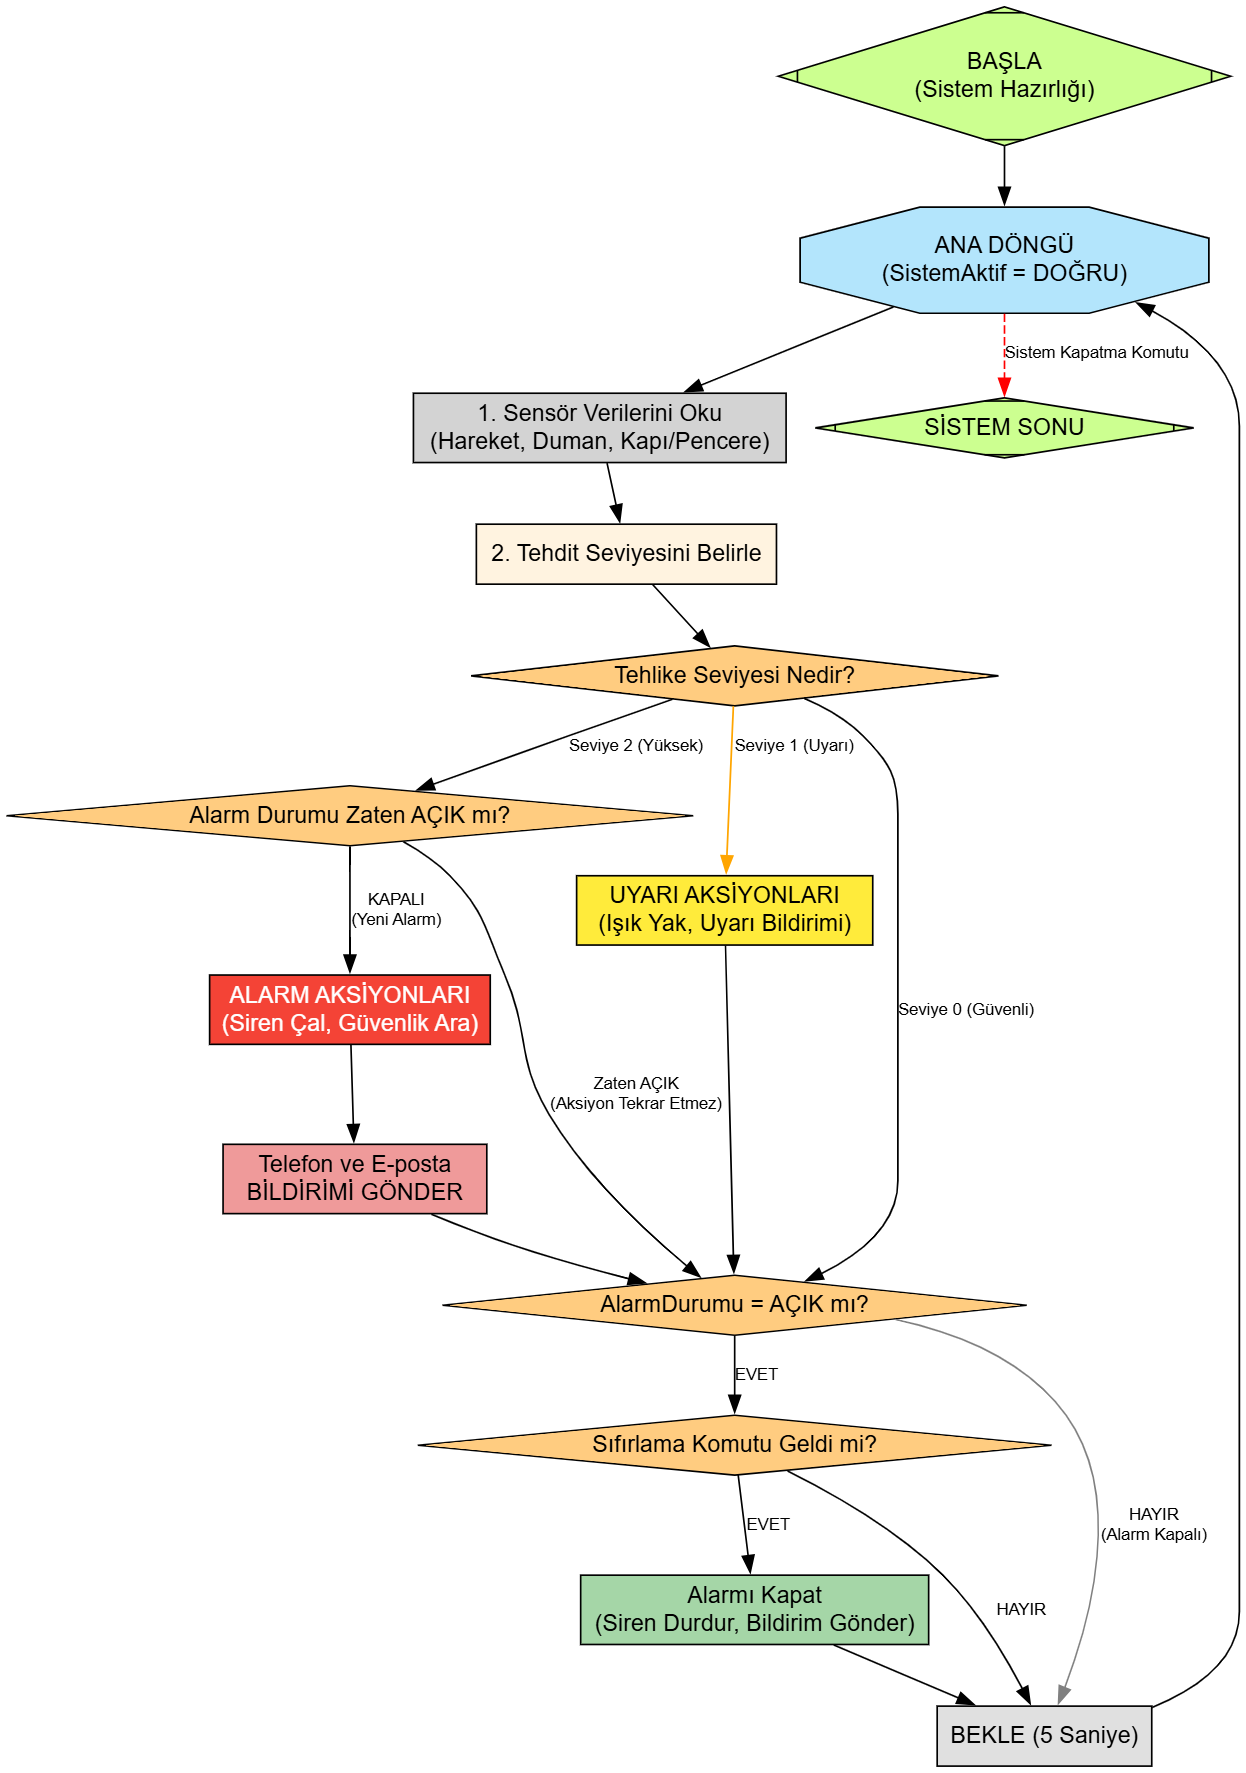 BAŞLA
(Sistem Hazırlığı)
ANA DÖNGÜ
(SistemAktif = DOĞRU)
Sistem Kapatma Komutu
1. Sensör Verilerini Oku
(Hareket, Duman, Kapı/Pencere)
SİSTEM SONU
2. Tehdit Seviyesini Belirle
Tehlike Seviyesi Nedir?
Seviye 2 (Yüksek)
Seviye 1 (Uyarı)
Alarm Durumu Zaten AÇIK mı?
KAPALI
(Yeni Alarm)
UYARI AKSİYONLARI
(Işık Yak, Uyarı Bildirimi)
ALARM AKSİYONLARI
(Siren Çal, Güvenlik Ara)
Seviye 0 (Güvenli)
Zaten AÇIK
(Aksiyon Tekrar Etmez)
Telefon ve E-posta
BİLDİRİMİ GÖNDER
AlarmDurumu = AÇIK mı?
EVET
Sıfırlama Komutu Geldi mi?
EVET
HAYIR
(Alarm Kapalı)
Alarmı Kapat
(Siren Durdur, Bildirim Gönder)
HAYIR
BEKLE (5 Saniye)